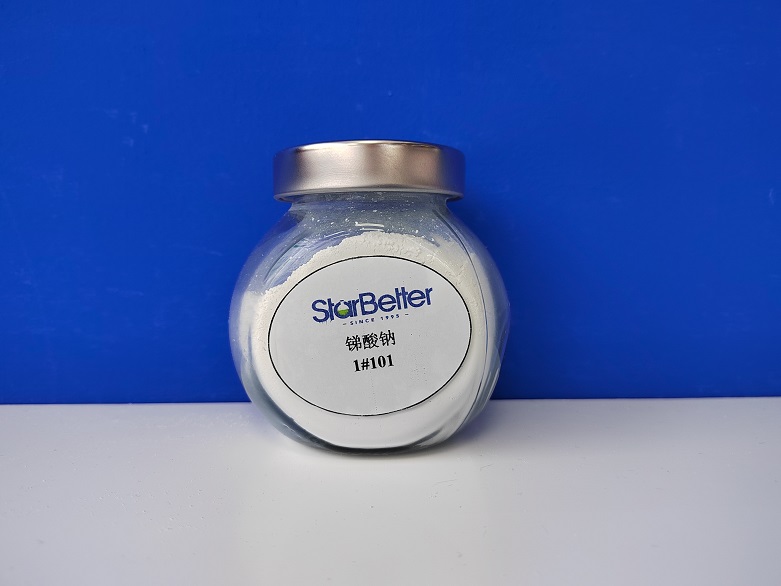 StarBetter
- SINCE 1995 -
锑酸钠
1#101